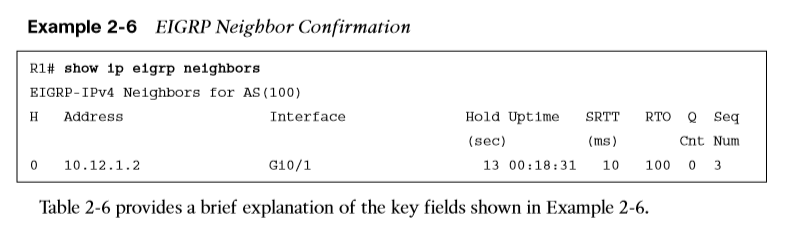 Example 2-6 EIGRP Neighbor Confirmation
R1# show ip eigrp neighbors
EIGRP-IPv4 Neighbors for AS(100)
H Address Interface Hold Uptime SRTT RTO Q Seq
(sec) (ms) Cnt Num
0 10.12.1.2 Gi0/1 13 00:18:31 10 100 0 3
Table 2-6 provides a brief explanation of the key fields shown in Example 2-6.